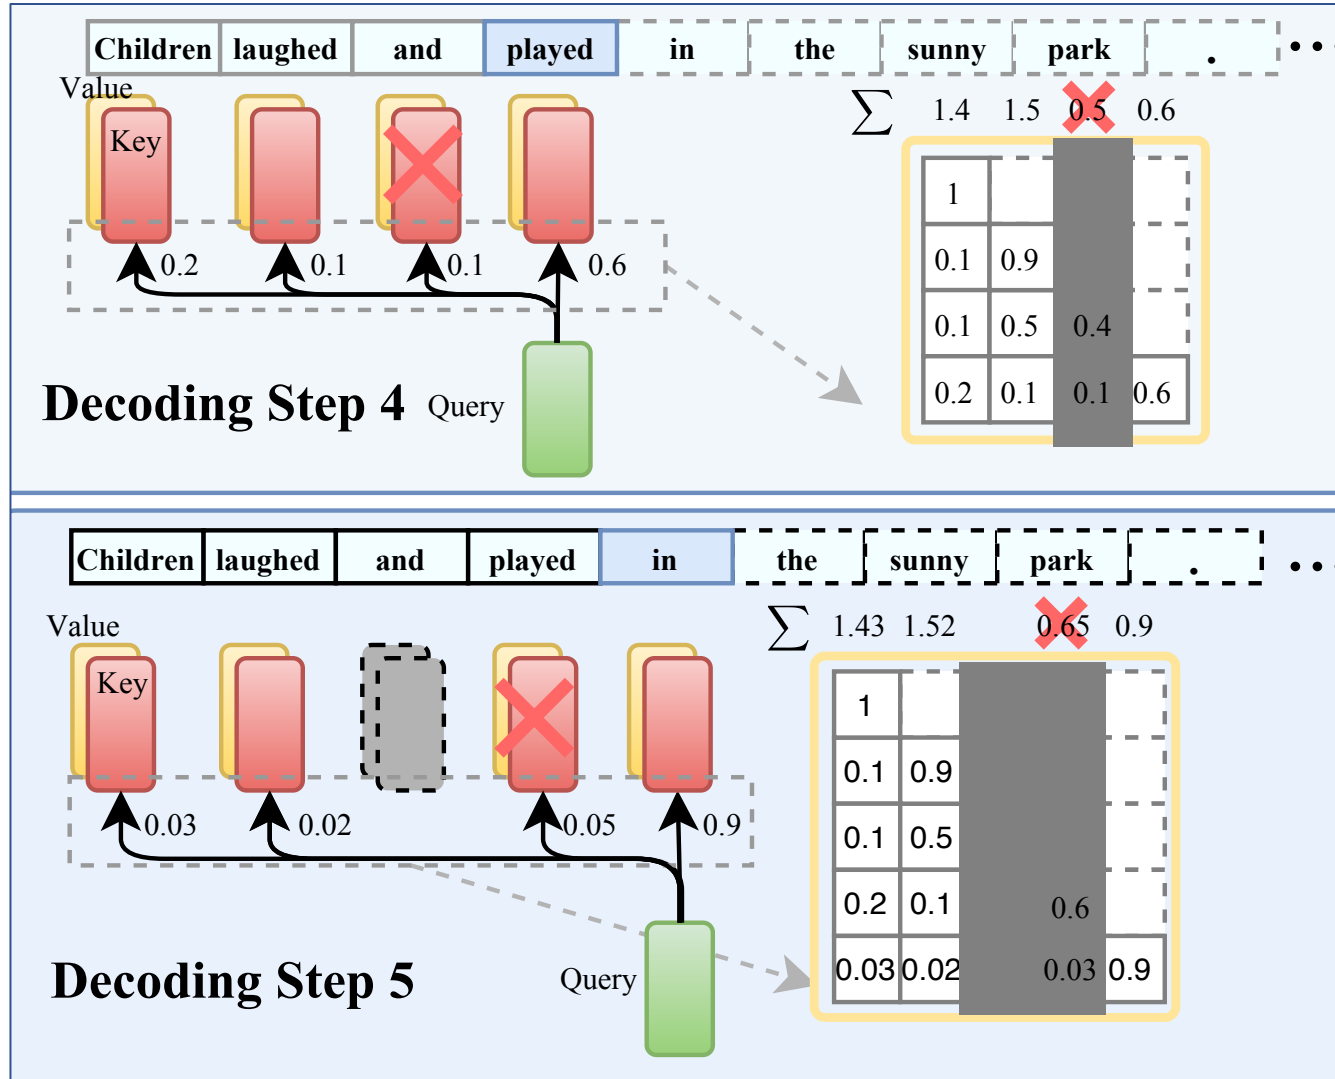 Children laughed and played in the sunny park . ...
Value
Σ 1.4 1.5 0.5 0.6
Key
1
0.1 0.9
0.2 0.1 0.1 0.6
0.1 0.5 0.4
0.2 0.1 0.1 0.6
Decoding Step 4 Query
Children laughed and played in the sunny park . ...
Value
Σ 1.43 1.52 0.65 0.9
Key
1
0.1 0.9
0.03 0.02 0.05 0.9
0.1 0.5
0.2 0.1 0.6
0.03 0.02 0.03 0.9
Decoding Step 5 Query